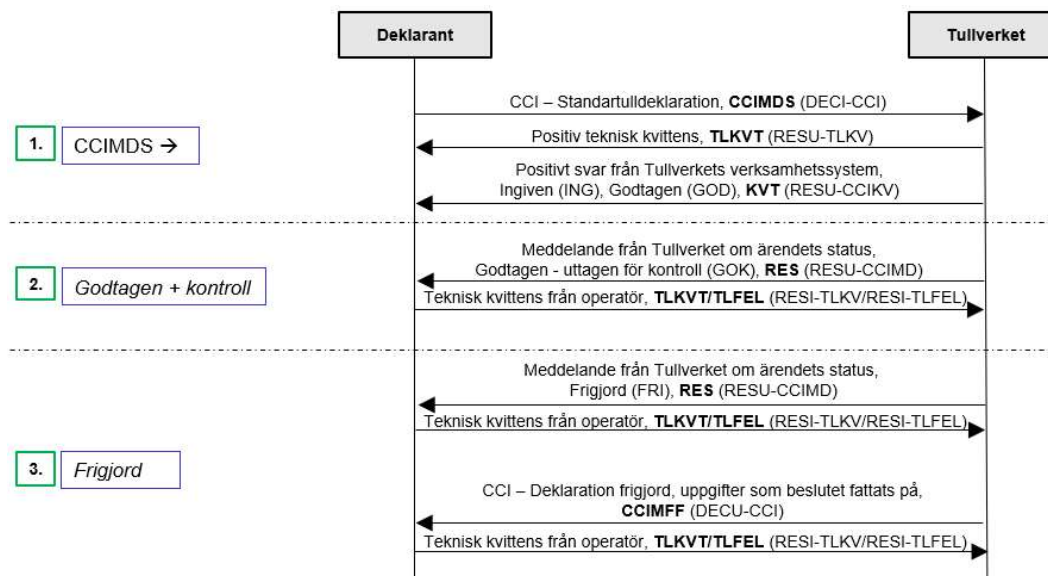 Deklarant
Tullverket
CCI – Standartulldeklaration, CCIMDS (DECI-CCI)
1.
CCIMDS →
Positiv teknisk kvittens, TLKVT (RESU-TLKV)
Positivt svar från Tullverkets verksamhetssystem,
Ingiven (ING), Godtagen (GOD), KVT (RESU-CCIKV)
2.
Godtagen + kontroll
Meddelande från Tullverket om ärendets status,
Godtagen - uttagen för kontroll (GOK), RES (RESU-CCIMD)
Teknisk kvittens från operatör, TLKVT/TLFEL (RESI-TLKV/RESI-TLFEL)
3.
Frigjord
Meddelande från Tullverket om ärendets status,
Frigjord (FRI), RES (RESU-CCIMD)
Teknisk kvittens från operatör, TLKVT/TLFEL (RESI-TLKV/RESI-TLFEL)
CCI – Deklaration frigjord, uppgifter som beslutet fattats på,
CCIMFF (DECU-CCI)
Teknisk kvittens från operatör, TLKVT/TLFEL (RESI-TLKV/RESI-TLFEL)